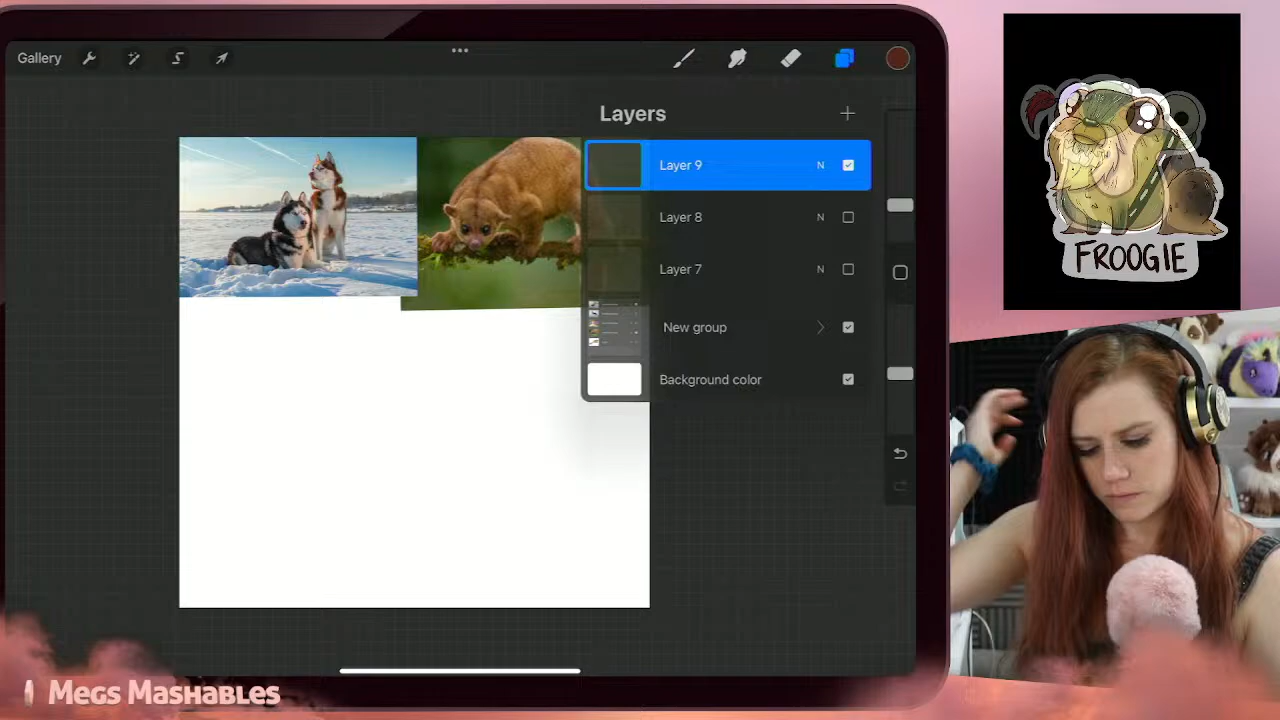 Gallery
Layers
Layer 9 N
Layer 8 N
Layer 7 N
New group
Background color
FROOGIE
Megs Mashables